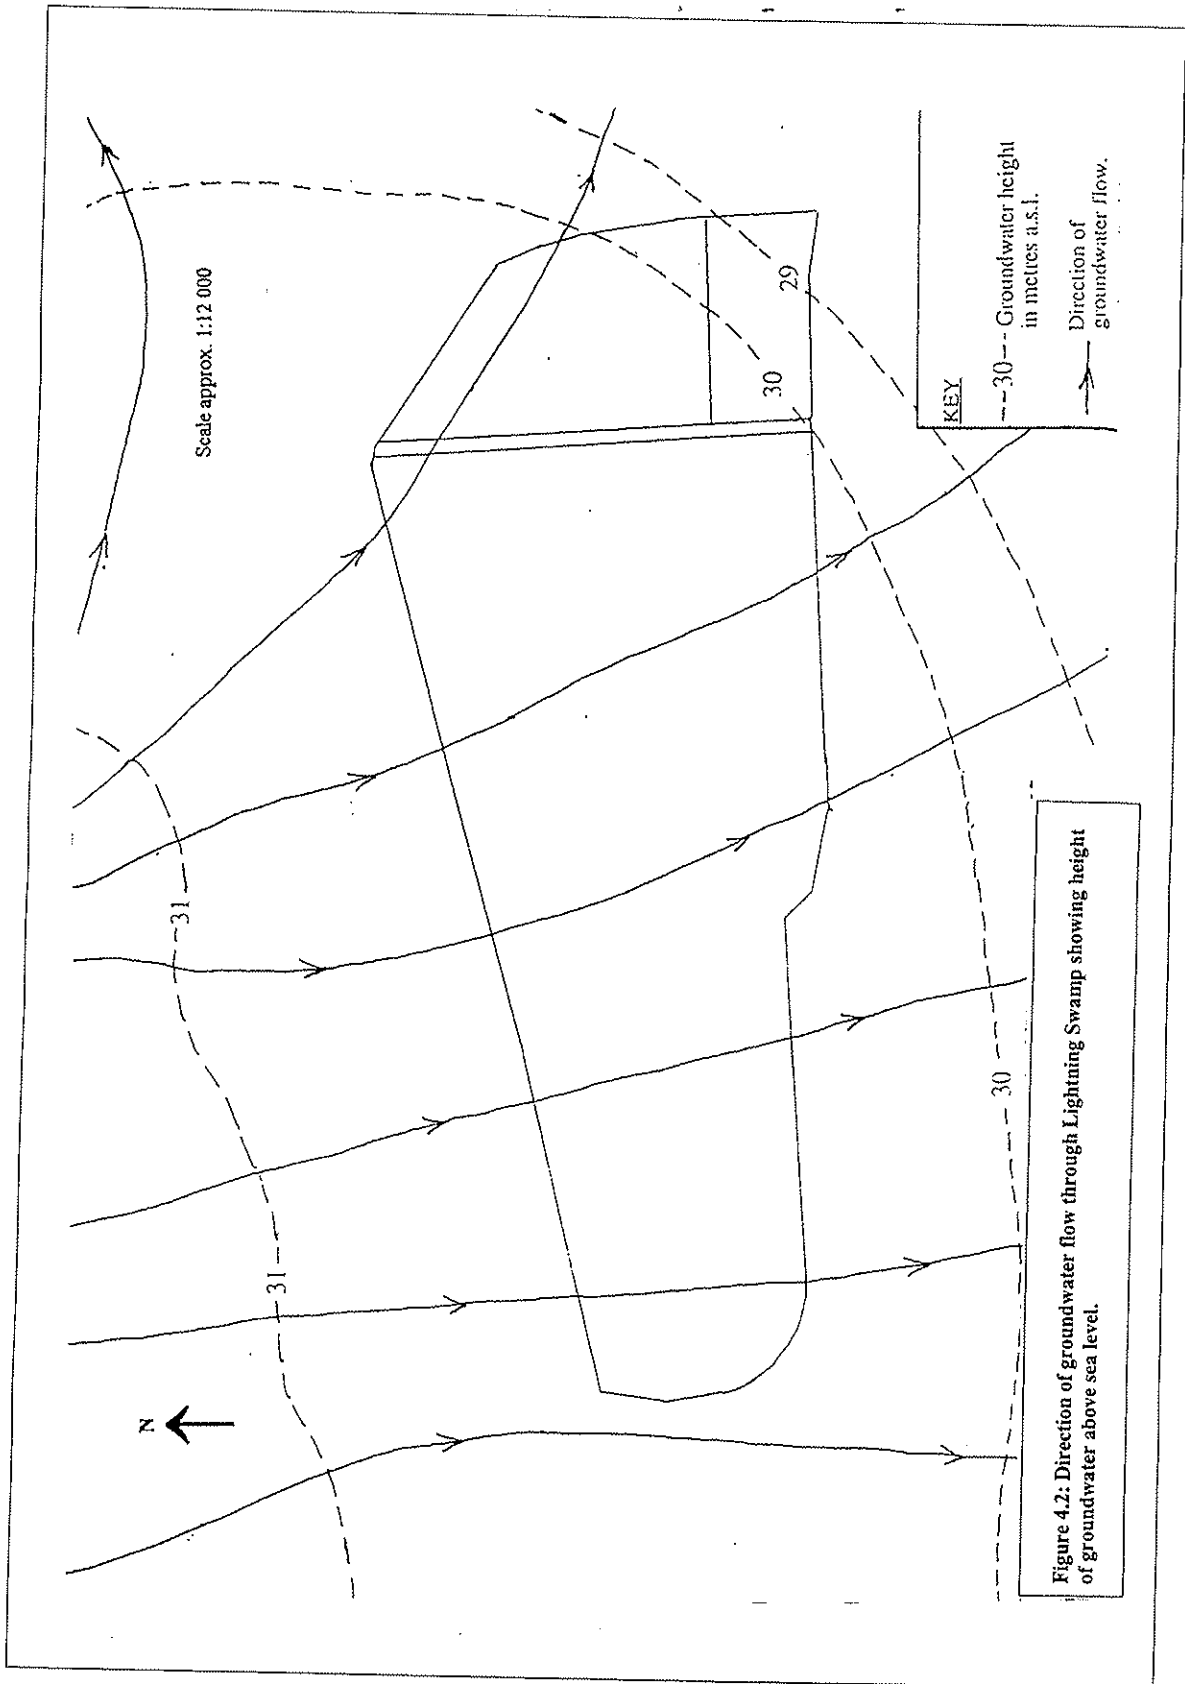 N
Scale approx. 1:12 000
31
31
30
29
30
KEY
--30-- Groundwater height
in metres a.s.l.
Direction of
groundwater flow.
Figure 4.2: Direction of groundwater flow through Lightning Swamp showing height
of groundwater above sea level.